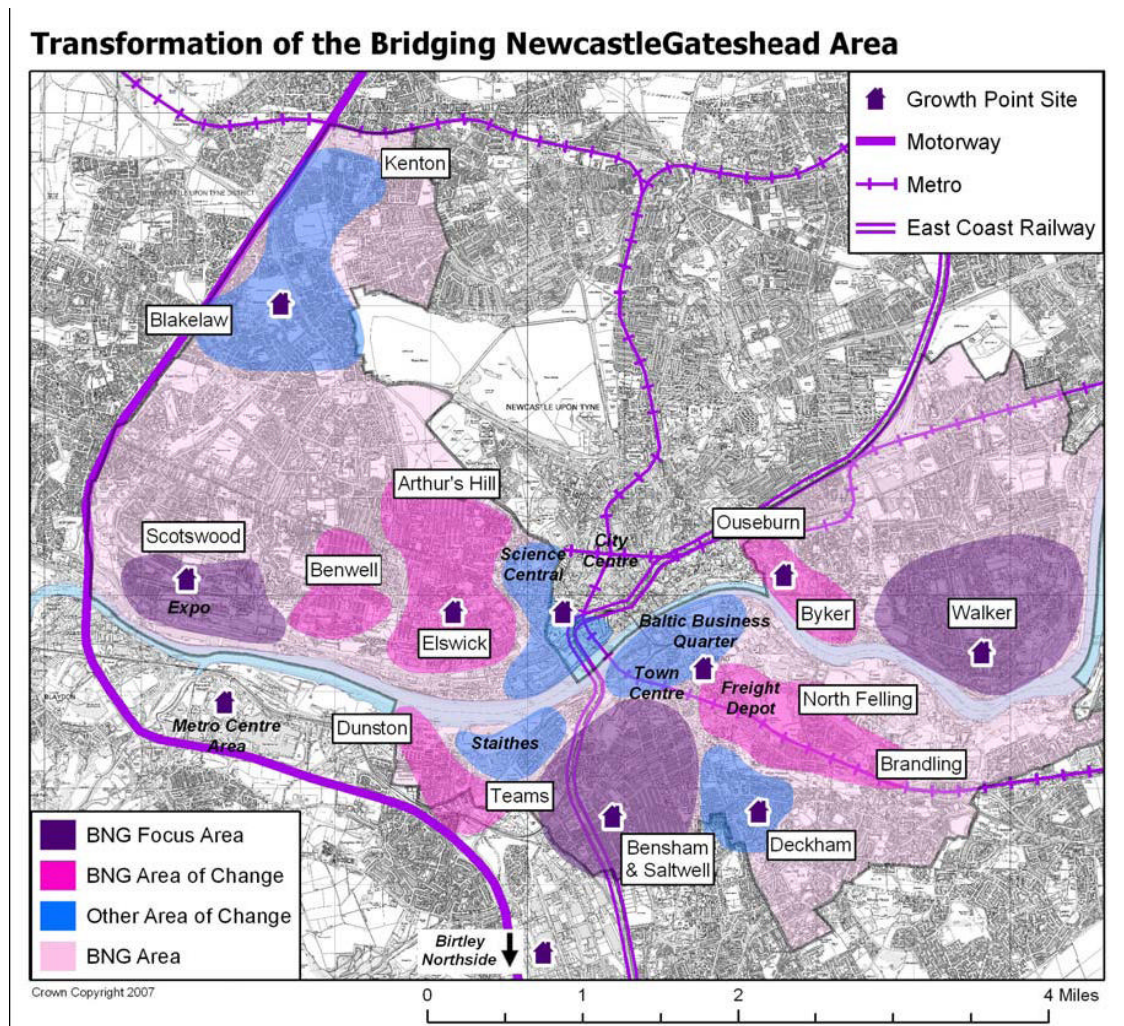 Transformation of the Bridging NewcastleGateshead Area
Growth Point Site
Motorway
Metro
East Coast Railway
Kenton
Blakelaw
NEWCASTLE UPON TYNE
Arthur's Hill
Ouseburn
Scotswood
City
Centre
Science
Central
Benwell
Expo
Byker
Walker
Elswick
Baltic Business
Quarter
Town
Centre
Freight
Depot
North Felling
Metro Centre
Area
Dunston
Staithes
Brandling
Teams
Bensham
& Saltwell
Deckham
BNG Focus Area
BNG Area of Change
Other Area of Change
BNG Area
Birtley
Northside
Crown Copyright 2007
0 1 2 4 Miles